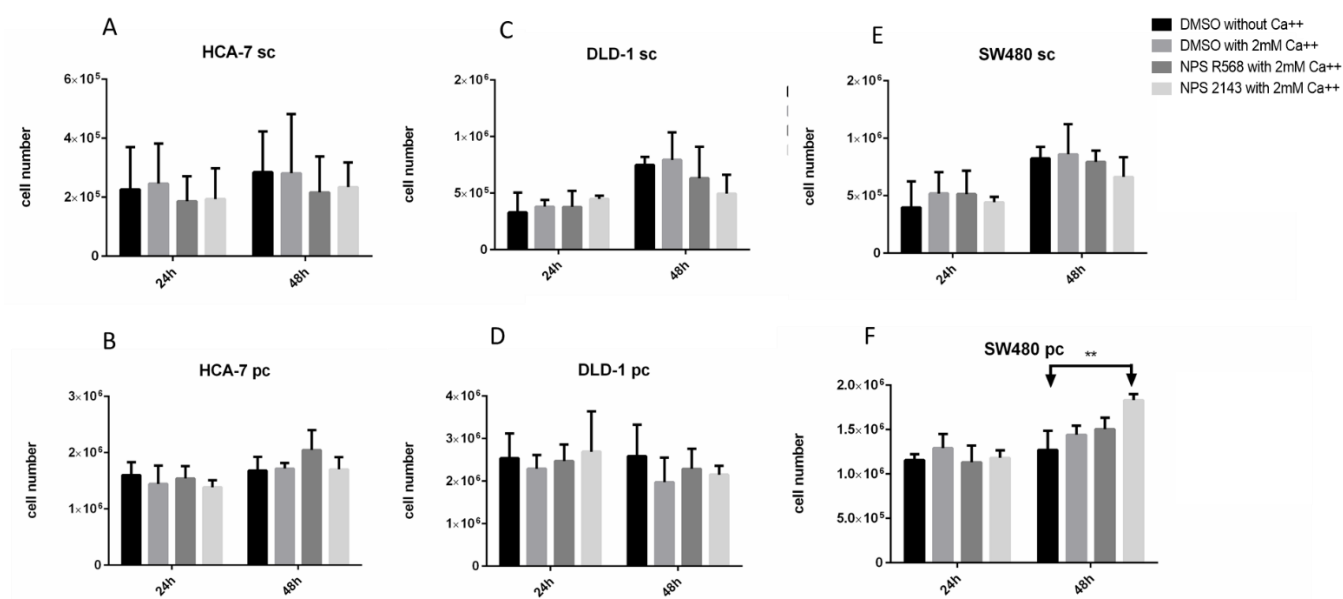 A
HCA-7 sc
6×10⁵
4×10⁵
2×10⁵
0
cell number
24h
48h
C
DLD-1 sc
2×10⁶
1×10⁶
5×10⁵
0
cell number
24h
48h
E
SW480 sc
2×10⁶
1×10⁶
5×10⁵
0
cell number
24h
48h
DMSO without Ca++
DMSO with 2mM Ca++
NPS R568 with 2mM Ca++
NPS 2143 with 2mM Ca++
B
HCA-7 pc
3×10⁶
2×10⁶
1×10⁶
0
cell number
24h
48h
D
DLD-1 pc
4×10⁶
3×10⁶
2×10⁶
1×10⁶
0
cell number
24h
48h
F
SW480 pc
**
2.0×10⁶
1.5×10⁶
1.0×10⁶
5.0×10⁵
0
cell number
24h
48h